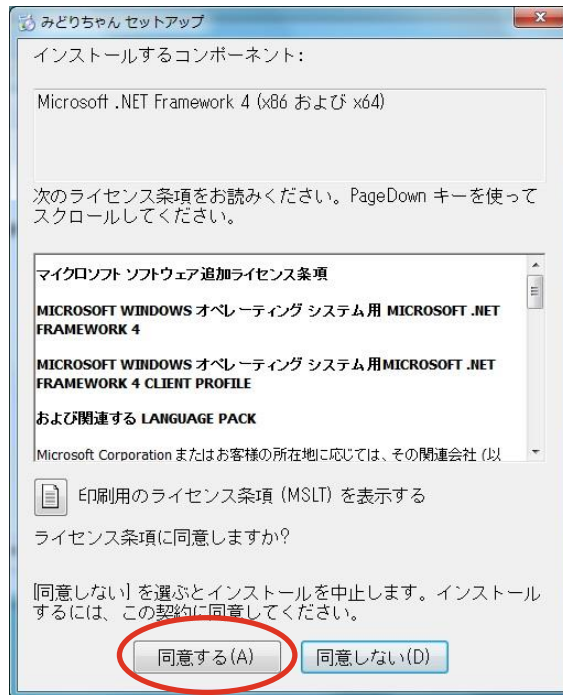 みどりちゃん セットアップ
インストールするコンポーネント:
Microsoft .NET Framework 4 (x86 および x64)
次のライセンス条項をお読みください。PageDown キーを使って
スクロールしてください。
マイクロソフト ソフトウェア追加ライセンス条項
MICROSOFT WINDOWS オペレーティング システム用 MICROSOFT .NET
FRAMEWORK 4
MICROSOFT WINDOWS オペレーティング システム用MICROSOFT .NET
FRAMEWORK 4 CLIENT PROFILE
および関連する LANGUAGE PACK
Microsoft Corporation またはお客様の所在地に応じては、その関連会社 (以
印刷用のライセンス条項 (MSLT) を表示する
ライセンス条項に同意しますか?
[同意しない] を選ぶとインストールを中止します。インストール
するには、この契約に同意してください。
同意する(A)
同意しない(D)